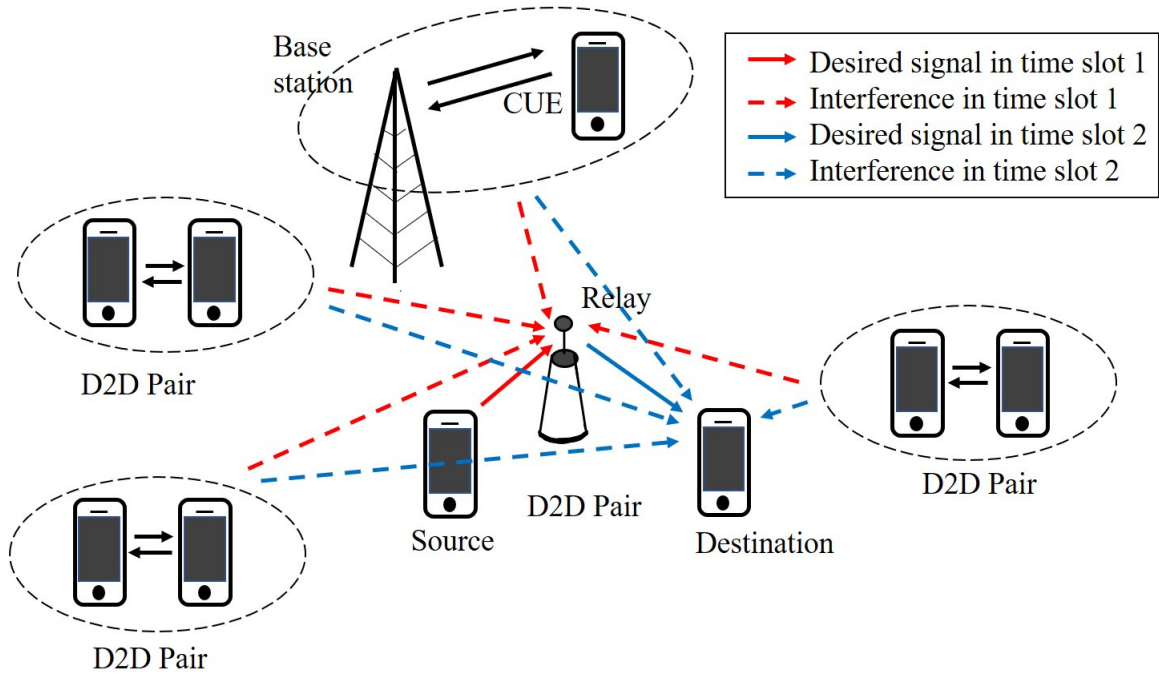 Base
station
CUE
Desired signal in time slot 1
Interference in time slot 1
Desired signal in time slot 2
Interference in time slot 2
Relay
D2D Pair
D2D Pair
D2D Pair
Source
Destination
D2D Pair
D2D Pair